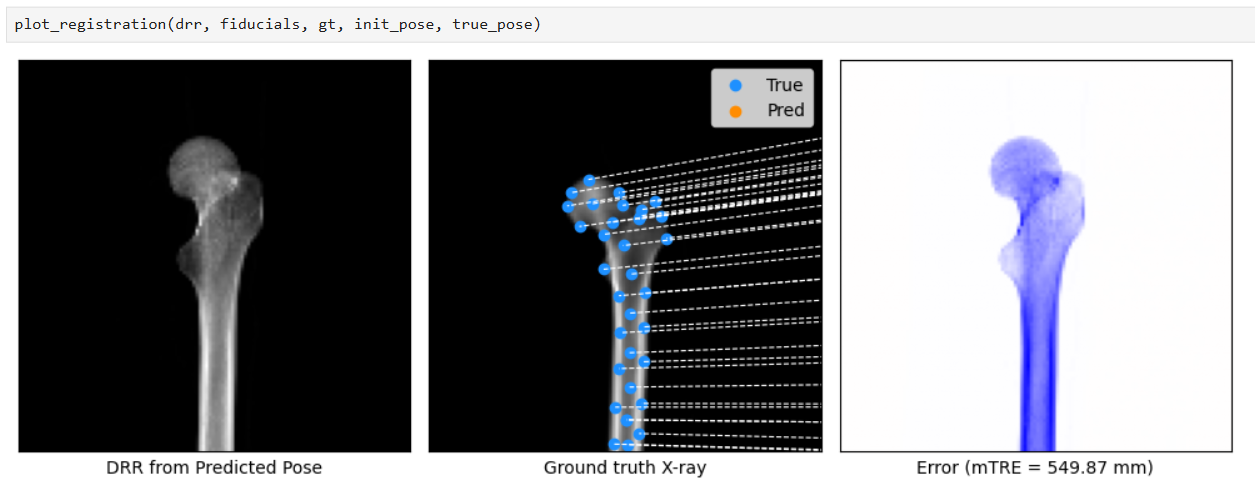 plot_registration(drr, fiducials, gt, init_pose, true_pose)
True
Pred
DRR from Predicted Pose
Ground truth X-ray
Error (mTRE = 549.87 mm)